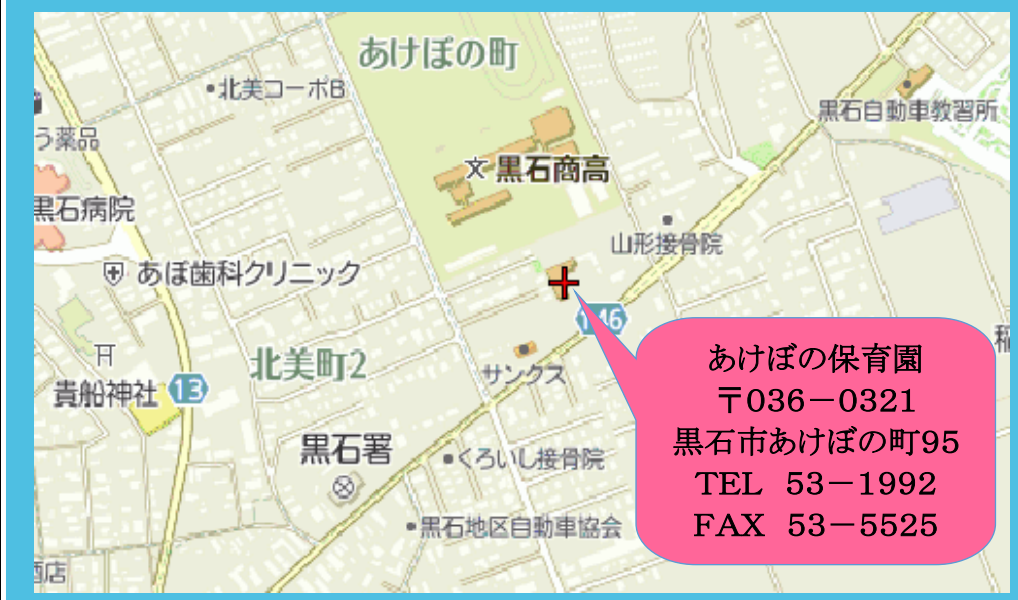 あけぼの町
北美コーポB
黒石自動車教習所
う薬品
黒石商高
黒石病院
山形接骨院
あぼ歯科クリニック
146
北美町2
サンクス
貴船神社
13
稲
黒石署
くろいし接骨院
黒石地区自動車協会
酒店
あけぼの保育園
〒036－0321
黒石市あけぼの町95
TEL 53－1992
FAX 53－5525